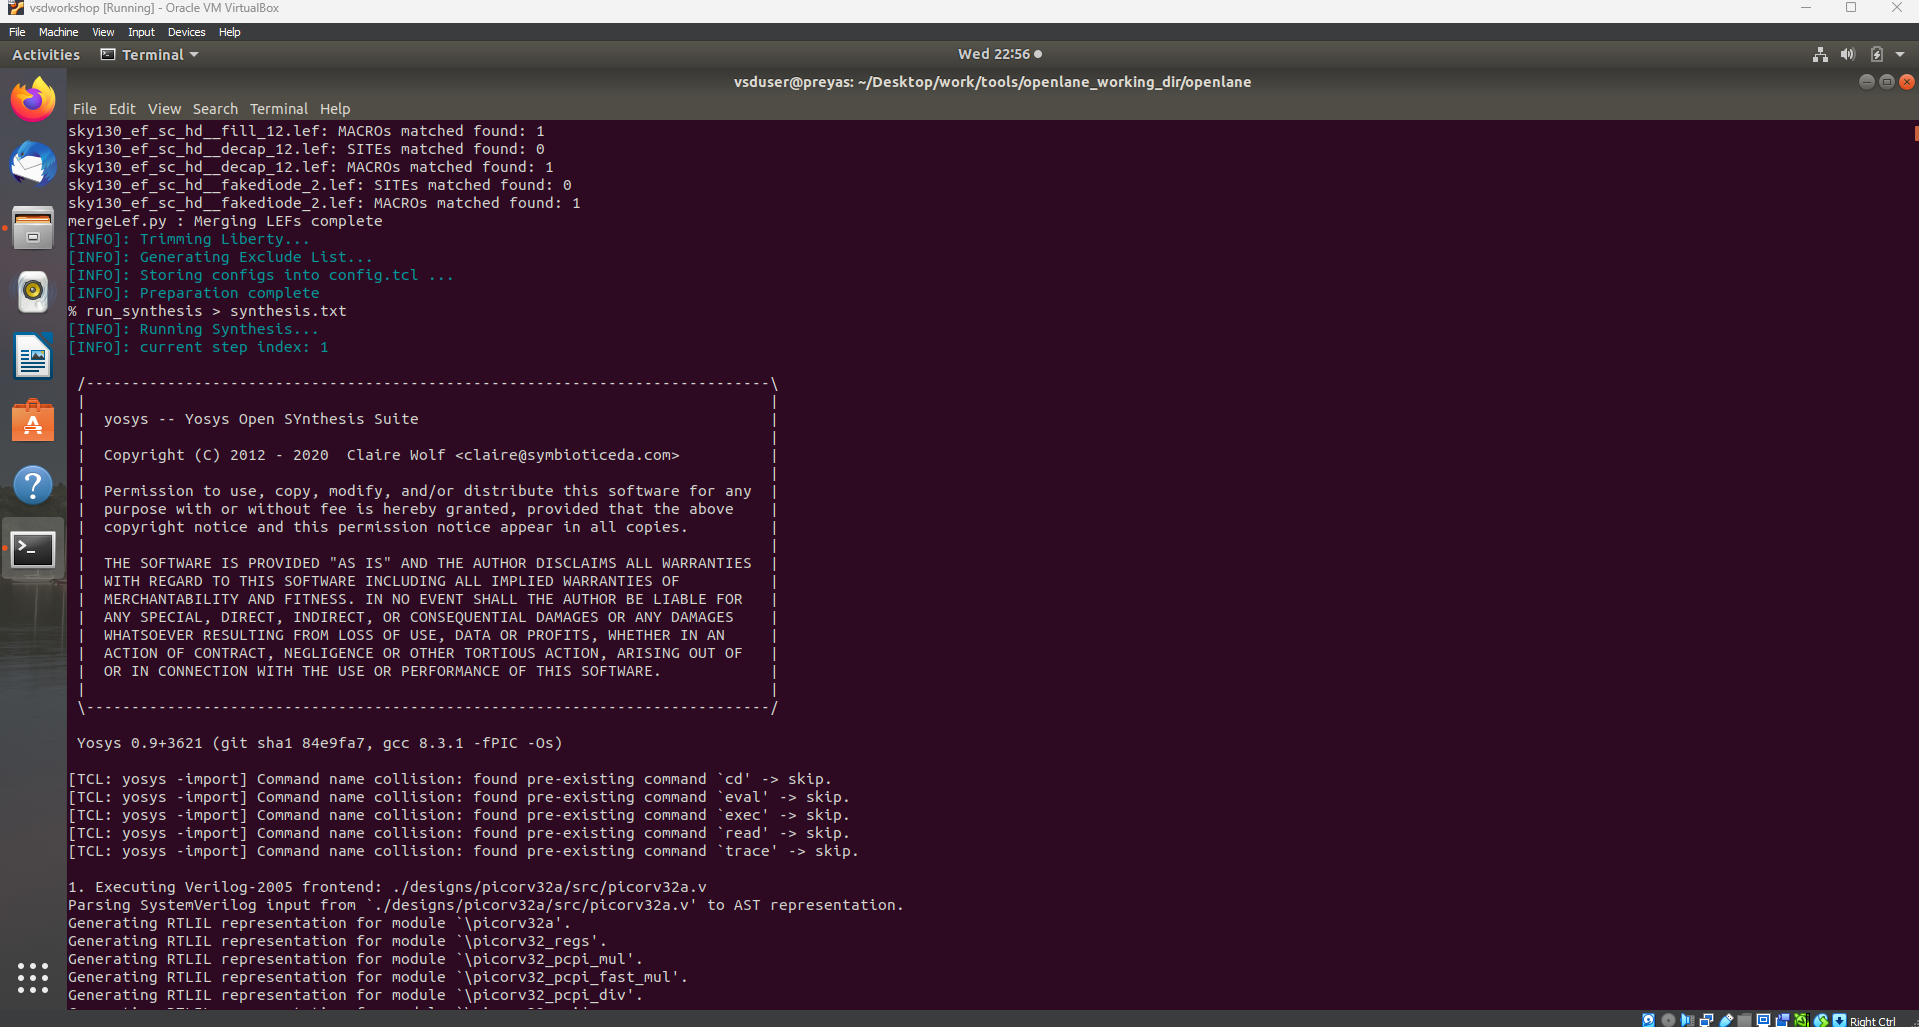 vsdworkshop [Running] - Oracle VM VirtualBox
File Machine View Input Devices Help
Activities Terminal Wed 22:56
vsduser@preyas: ~/Desktop/work/tools/openlane_working_dir/openlane
File Edit View Search Terminal Help
sky130_ef_sc_hd__fill_12.lef: MACROs matched found: 1
sky130_ef_sc_hd__decap_12.lef: SITEs matched found: 0
sky130_ef_sc_hd__decap_12.lef: MACROs matched found: 1
sky130_ef_sc_hd__fakediode_2.lef: SITEs matched found: 0
sky130_ef_sc_hd__fakediode_2.lef: MACROs matched found: 1
mergeLef.py : Merging LEFs complete
[INFO]: Trimming Liberty...
[INFO]: Generating Exclude List...
[INFO]: Storing configs into config.tcl ...
[INFO]: Preparation complete
% run_synthesis > synthesis.txt
[INFO]: Running Synthesis...
[INFO]: current step index: 1
/----------------------------------------------------------------------------\
| |
| yosys -- Yosys Open SYnthesis Suite |
| |
| Copyright (C) 2012 - 2020 Claire Wolf <claire@symbioticeda.com> |
| |
| Permission to use, copy, modify, and/or distribute this software for any |
| purpose with or without fee is hereby granted, provided that the above |
| copyright notice and this permission notice appear in all copies. |
| |
| THE SOFTWARE IS PROVIDED "AS IS" AND THE AUTHOR DISCLAIMS ALL WARRANTIES |
| WITH REGARD TO THIS SOFTWARE INCLUDING ALL IMPLIED WARRANTIES OF |
| MERCHANTABILITY AND FITNESS. IN NO EVENT SHALL THE AUTHOR BE LIABLE FOR |
| ANY SPECIAL, DIRECT, INDIRECT, OR CONSEQUENTIAL DAMAGES OR ANY DAMAGES |
| WHATSOEVER RESULTING FROM LOSS OF USE, DATA OR PROFITS, WHETHER IN AN |
| ACTION OF CONTRACT, NEGLIGENCE OR OTHER TORTIOUS ACTION, ARISING OUT OF |
| OR IN CONNECTION WITH THE USE OR PERFORMANCE OF THIS SOFTWARE. |
| |
\----------------------------------------------------------------------------/
Yosys 0.9+3621 (git sha1 84e9fa7, gcc 8.3.1 -fPIC -Os)
[TCL: yosys -import] Command name collision: found pre-existing command `cd' -> skip.
[TCL: yosys -import] Command name collision: found pre-existing command `eval' -> skip.
[TCL: yosys -import] Command name collision: found pre-existing command `exec' -> skip.
[TCL: yosys -import] Command name collision: found pre-existing command `read' -> skip.
[TCL: yosys -import] Command name collision: found pre-existing command `trace' -> skip.
1. Executing Verilog-2005 frontend: ./designs/picorv32a/src/picorv32a.v
Parsing SystemVerilog input from `./designs/picorv32a/src/picorv32a.v' to AST representation.
Generating RTLIL representation for module `\picorv32a'.
Generating RTLIL representation for module `\picorv32_regs'.
Generating RTLIL representation for module `\picorv32_pcpi_mul'.
Generating RTLIL representation for module `\picorv32_pcpi_fast_mul'.
Generating RTLIL representation for module `\picorv32_pcpi_div'.
Right Ctrl